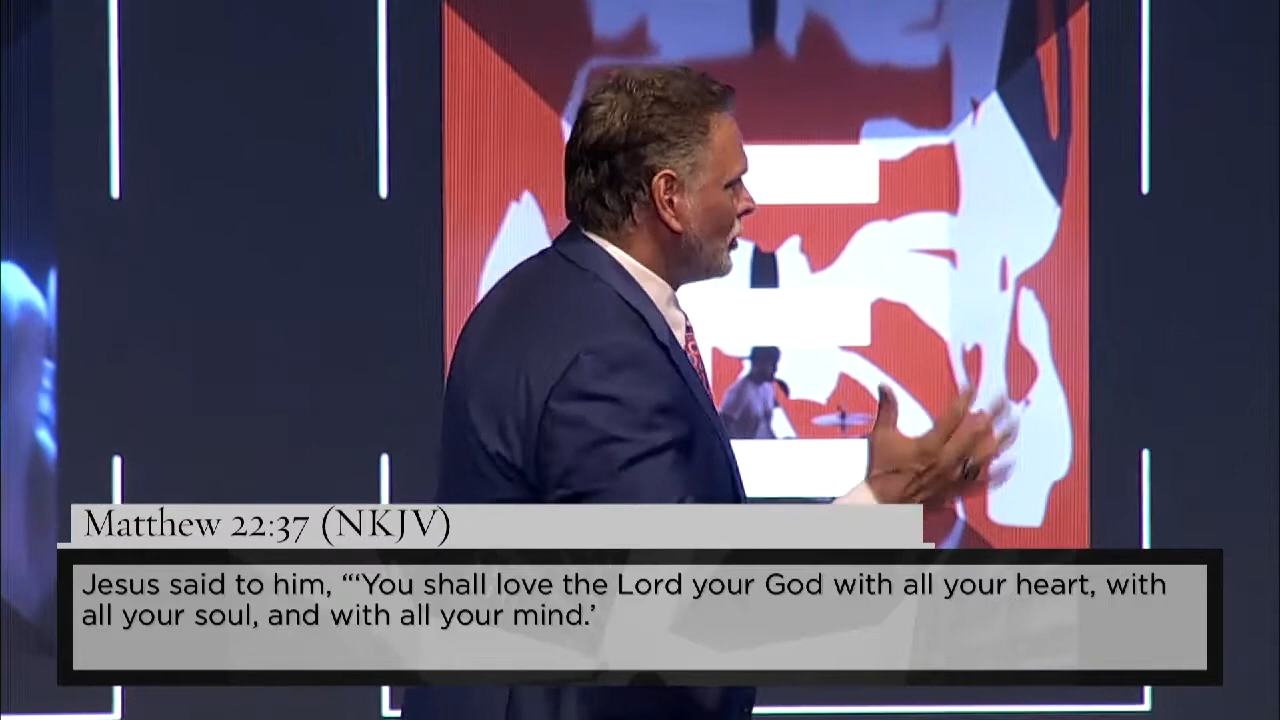 Matthew 22:37 (NKJV)
Jesus said to him, “‘You shall love the Lord your God with all your heart, with
all your soul, and with all your mind.’